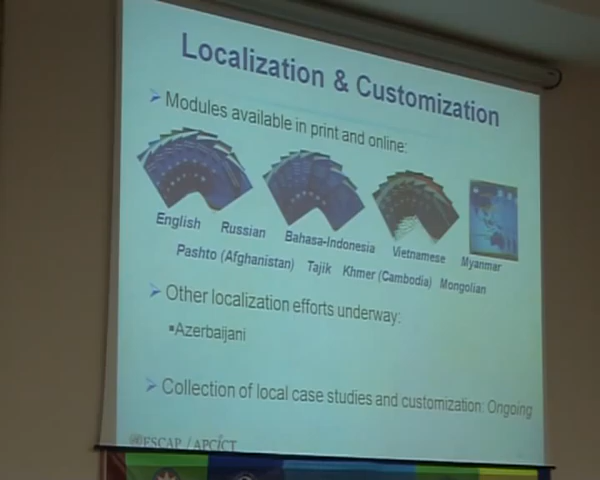 Localization & Customization
Modules available in print and online:
English Russian Bahasa-Indonesia Vietnamese Myanmar
Pashto (Afghanistan) Tajik Khmer (Cambodia) Mongolian
Other localization efforts underway:
Azerbaijani
Collection of local case studies and customization: Ongoing
ESCAP / APCICT